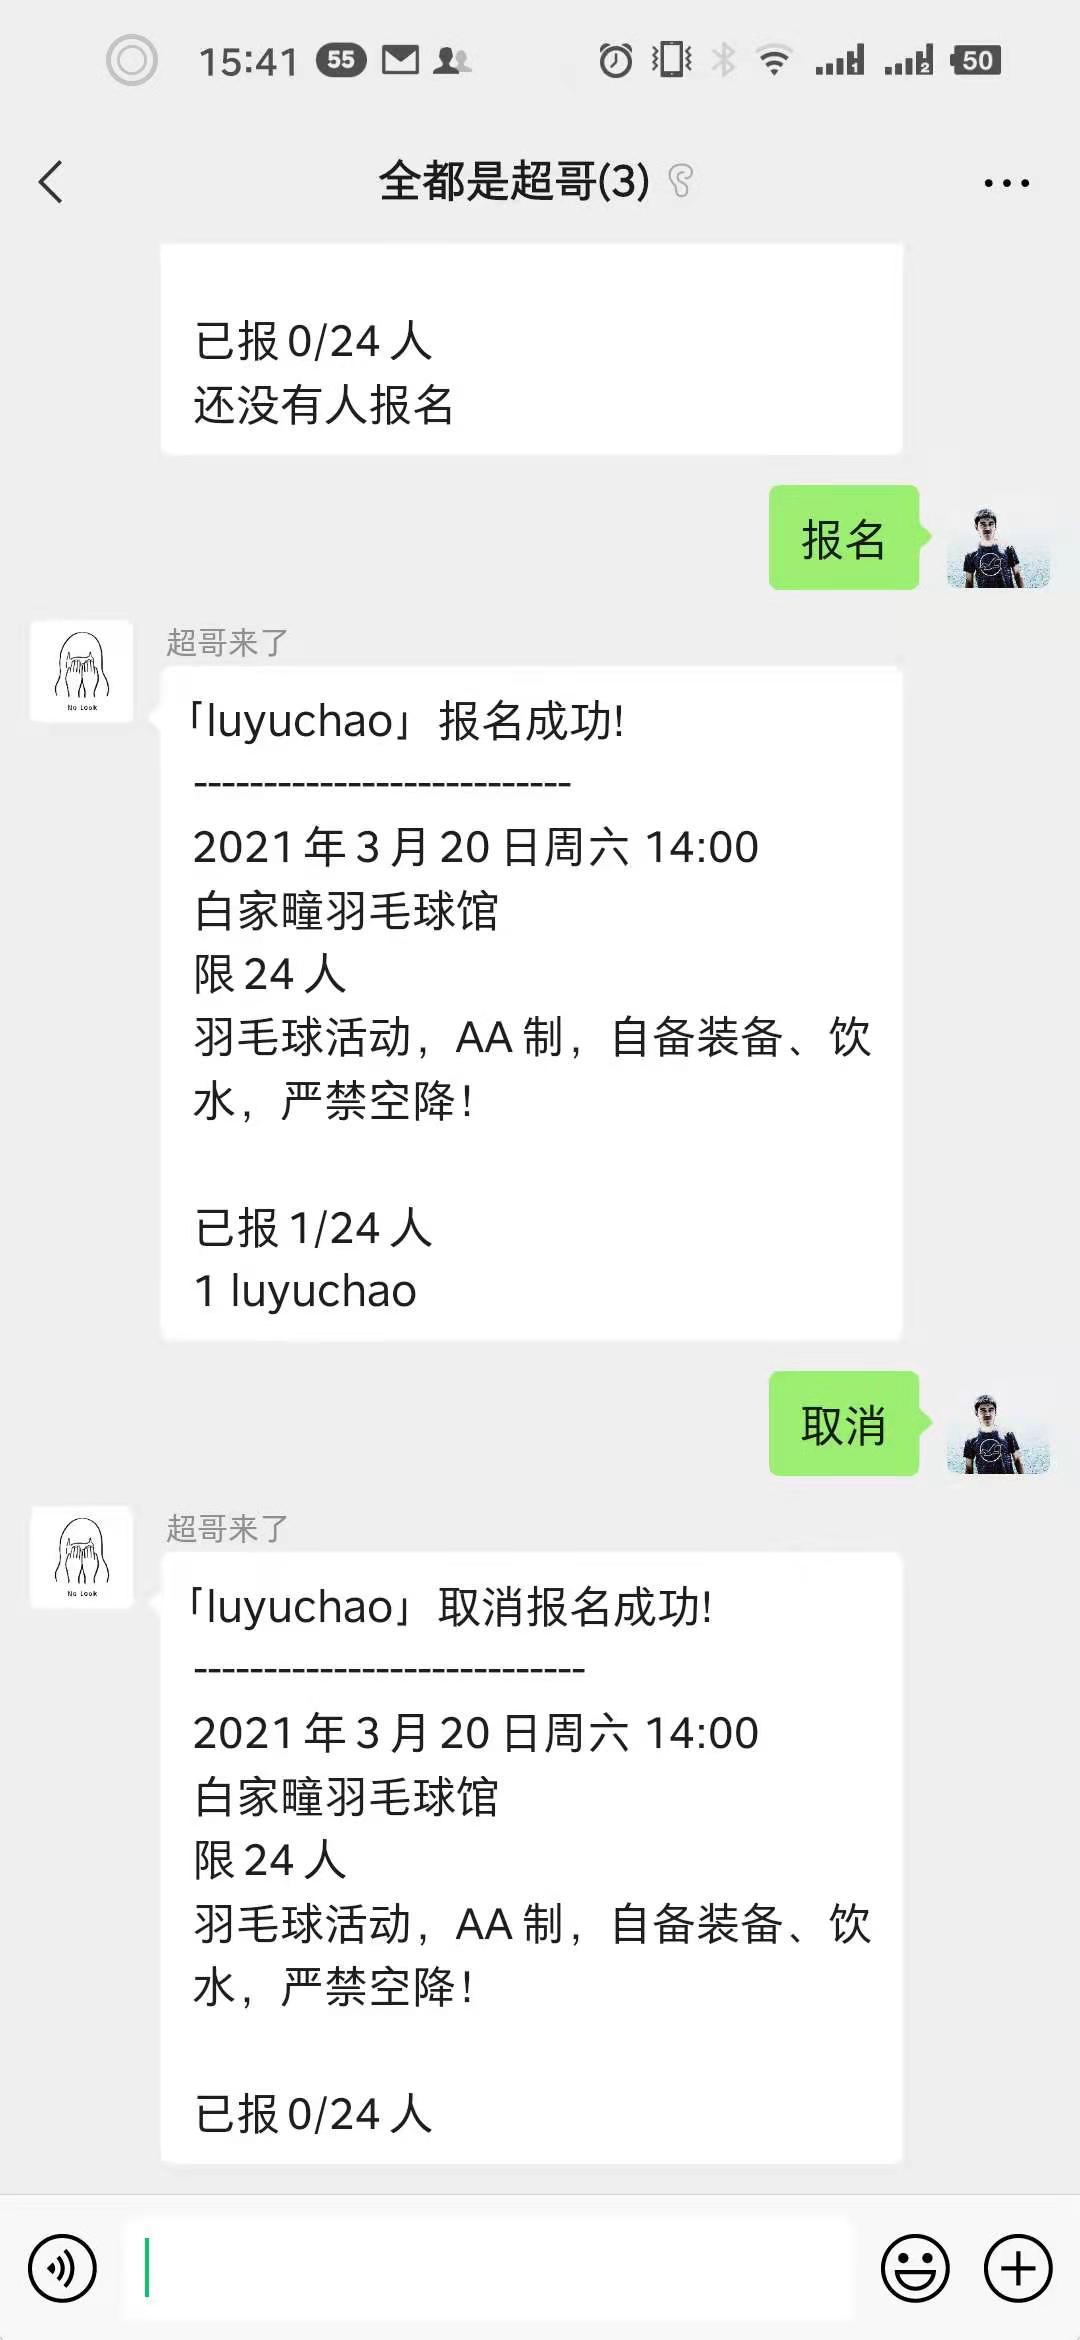 15:41 55 1 2 50
全都是超哥(3)
已报 0/24 人
还没有人报名
报名
超哥来了
No Look
「luyuchao」报名成功!
---------------------------
2021 年 3 月 20 日周六 14:00
白家疃羽毛球馆
限 24 人
羽毛球活动，AA 制，自备装备、饮
水，严禁空降！
已报 1/24 人
1 luyuchao
取消
超哥来了
No Look
「luyuchao」取消报名成功!
----------------------------
2021 年 3 月 20 日周六 14:00
白家疃羽毛球馆
限 24 人
羽毛球活动，AA 制，自备装备、饮
水，严禁空降！
已报 0/24 人